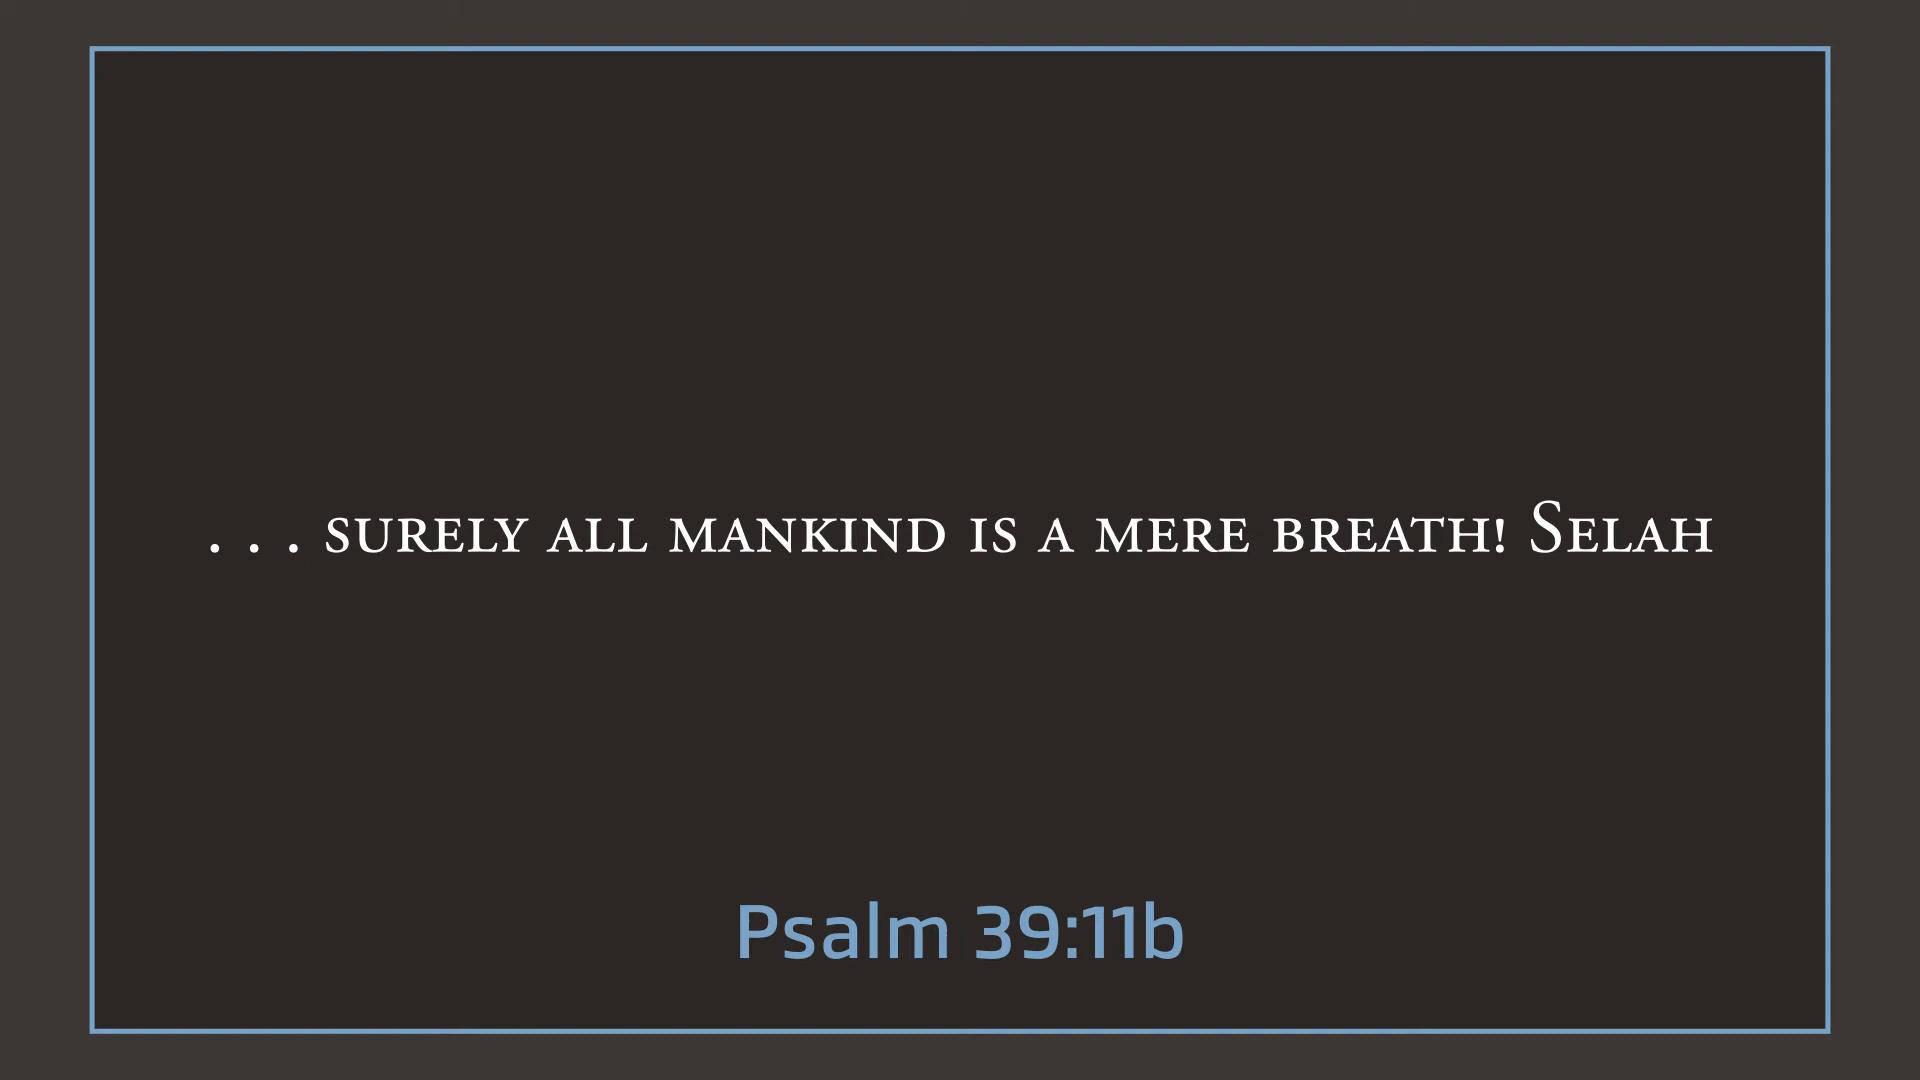 . . . surely all mankind is a mere breath! Selah
Psalm 39:11b